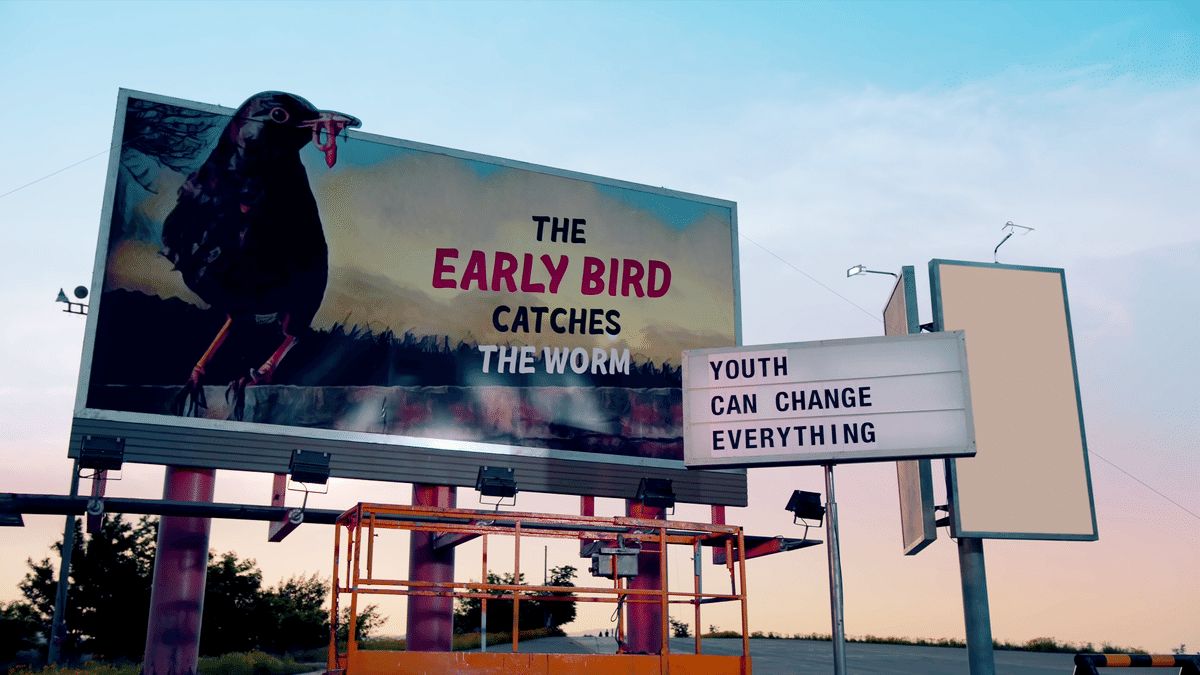 THE
EARLY BIRD
CATCHES
THE WORM
YOUTH
CAN CHANGE
EVERYTHING